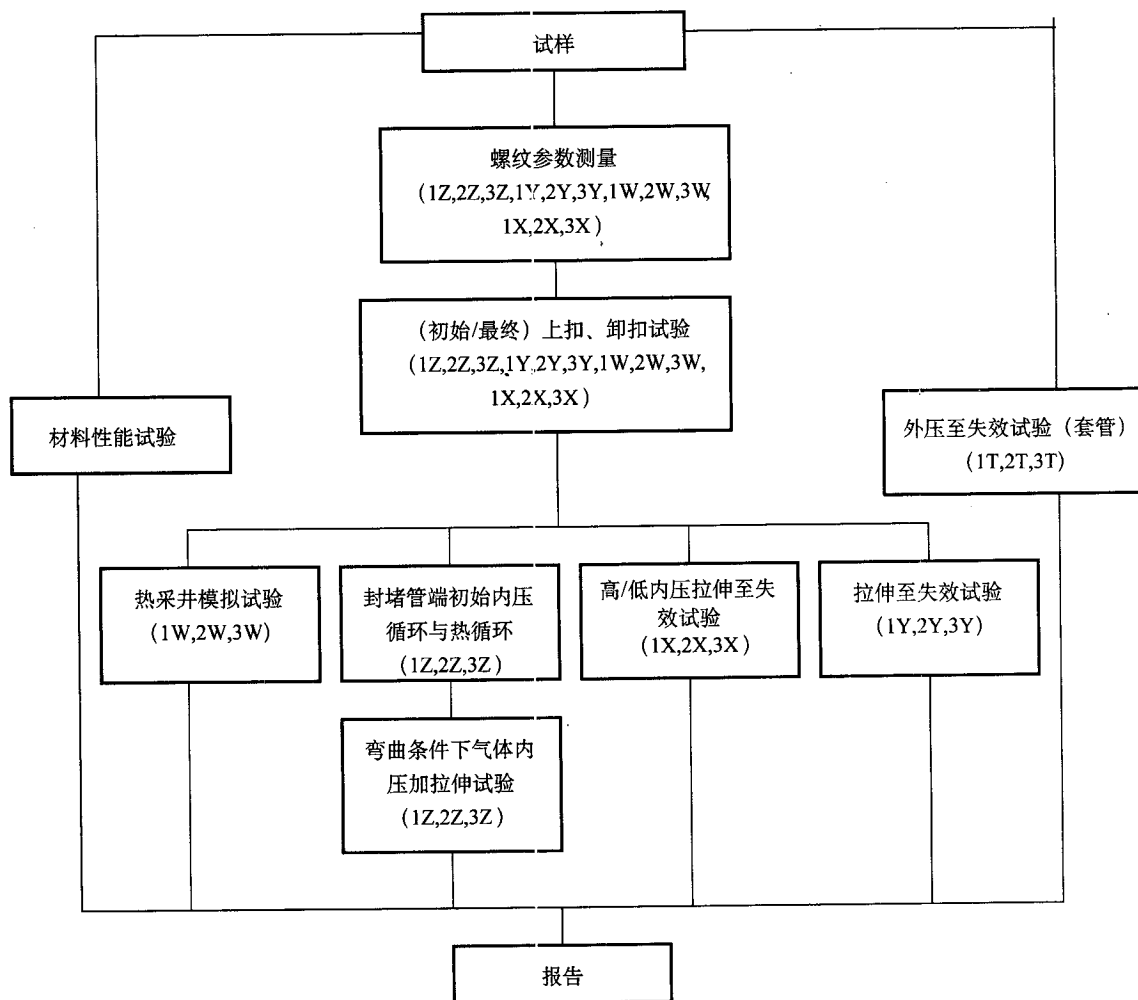 试样
螺纹参数测量
(1Z,2Z,3Z,1Y,2Y,3Y,1W,2W,3W,
1X,2X,3X)
(初始/最终)上扣、卸扣试验
(1Z,2Z,3Z,1Y,2Y,3Y,1W,2W,3W,
1X,2X,3X)
材料性能试验
外压至失效试验(套管)
(1T,2T,3T)
热采井模拟试验
(1W,2W,3W)
封堵管端初始内压
循环与热循环
(1Z,2Z,3Z)
高/低内压拉伸至失
效试验
(1X,2X,3X)
拉伸至失效试验
(1Y,2Y,3Y)
弯曲条件下气体内
压加拉伸试验
(1Z,2Z,3Z)
报告